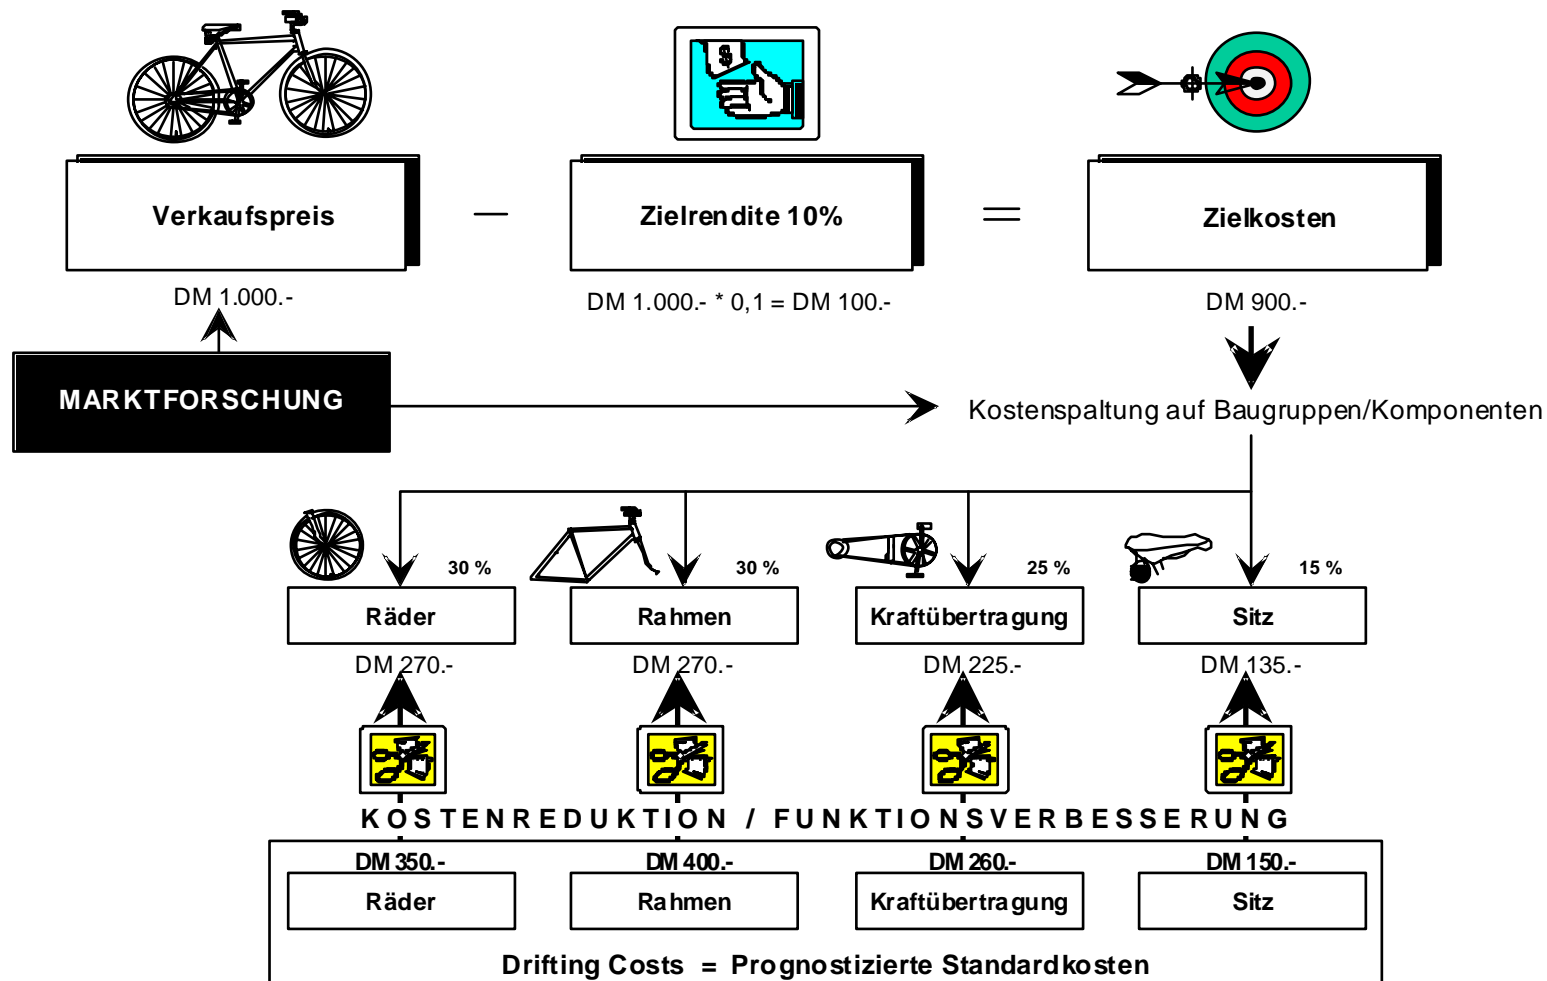 Verkaufspreis
—
Zielrendite 10%
=
Zielkosten
DM 1.000.-
DM 1.000.- * 0,1 = DM 100.-
DM 900.-
MARKTFORSCHUNG
Kostenspaltung auf Baugruppen/Komponenten
30 %
30 %
25 %
15 %
Räder
Rahmen
Kraftübertragung
Sitz
DM 270.-
DM 270.-
DM 225.-
DM 135.-
KOSTENREDUKTION / FUNKTIONSVERBESSERUNG
DM 350.-
DM 400.-
DM 260.-
DM 150.-
Räder
Rahmen
Kraftübertragung
Sitz
Drifting Costs = Prognostizierte Standardkosten